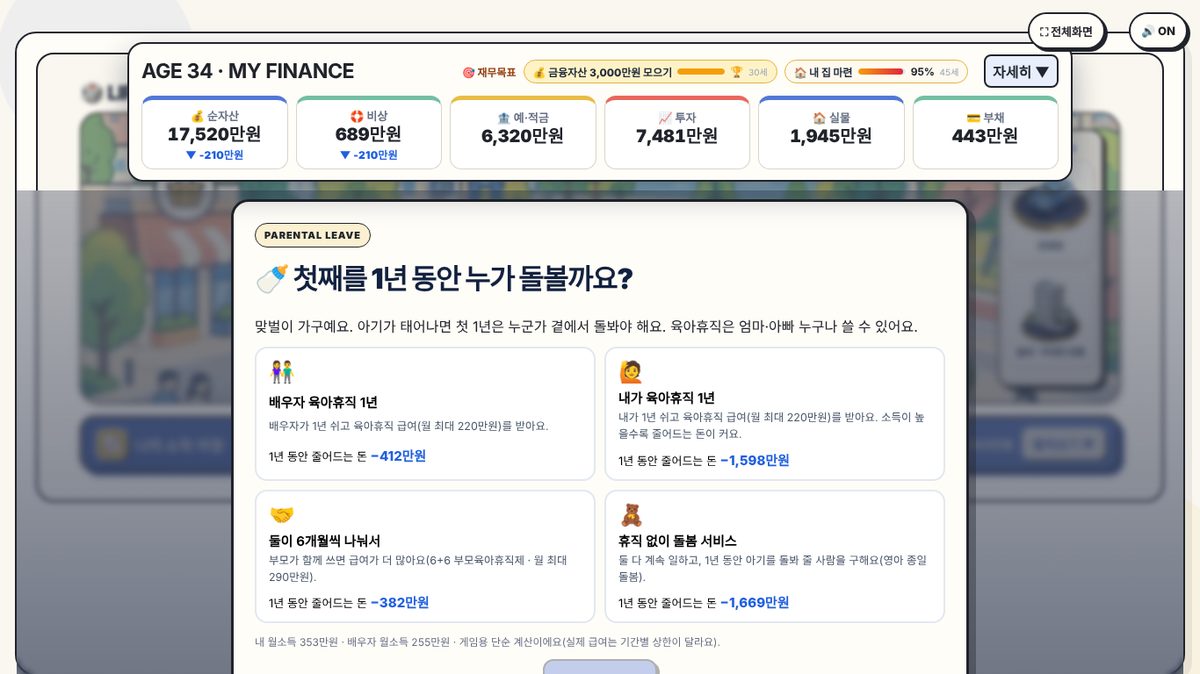 전체화면
🔊 ON
AGE 34 · MY FINANCE
🎯 재무목표
💰 금융자산 3,000만원 모으기 🏆 30세
🏠 내 집 마련 95% 45세
자세히 ▼
💰 순자산
17,520만원
▼ -210만원
🛟 비상
689만원
▼ -210만원
🏦 예·적금
6,320만원
📈 투자
7,481만원
🏠 실물
1,945만원
💳 부채
443만원
PARENTAL LEAVE
🍼 첫째를 1년 동안 누가 돌볼까요?
맞벌이 가구예요. 아기가 태어나면 첫 1년은 누군가 곁에서 돌봐야 해요. 육아휴직은 엄마·아빠 누구나 쓸 수 있어요.
배우자 육아휴직 1년
배우자가 1년 쉬고 육아휴직 급여(월 최대 220만원)를 받아요.
1년 동안 줄어드는 돈 −412만원
내가 육아휴직 1년
내가 1년 쉬고 육아휴직 급여(월 최대 220만원)를 받아요. 소득이 높
을수록 줄어드는 돈이 커요.
1년 동안 줄어드는 돈 −1,598만원
둘이 6개월씩 나눠서
부모가 함께 쓰면 급여가 더 많아요(6+6 부모육아휴직제 · 월 최대
290만원).
1년 동안 줄어드는 돈 −382만원
휴직 없이 돌봄 서비스
둘 다 계속 일하고, 1년 동안 아기를 돌봐 줄 사람을 구해요(영아 종일
돌봄).
1년 동안 줄어드는 돈 −1,669만원
내 월소득 353만원 · 배우자 월소득 255만원 · 게임용 단순 계산이에요(실제 급여는 기간별 상한이 달라요).